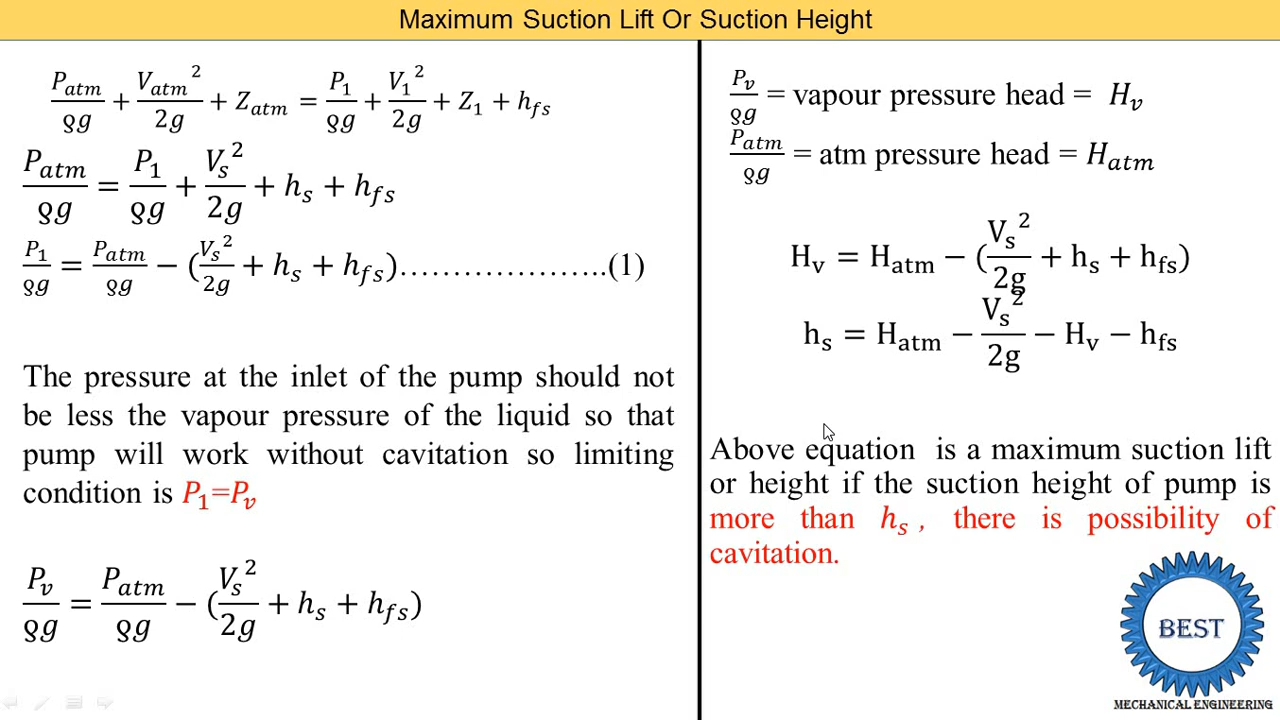 Maximum Suction Lift Or Suction Height
P_atm/ϱg + V_atm²/2g + Z_atm = P₁/ϱg + V₁²/2g + Z₁ + h_fs
P_atm/ϱg = P₁/ϱg + V_s²/2g + h_s + h_fs
P₁/ϱg = P_atm/ϱg − (V_s²/2g + h_s + h_fs)…………………..(1)
The pressure at the inlet of the pump should not
be less the vapour pressure of the liquid so that
pump will work without cavitation so limiting
condition is P₁=P_v
P_v/ϱg = P_atm/ϱg − (V_s²/2g + h_s + h_fs)
P_v/ϱg = vapour pressure head = H_v
P_atm/ϱg = atm pressure head = H_atm
H_v = H_atm − (V_s²/2g + h_s + h_fs)
h_s = H_atm − V_s²/2g − H_v − h_fs
Above equation is a maximum suction lift
or height if the suction height of pump is
more than h_s , there is possibility of
cavitation.
BEST
MECHANICAL ENGINEERING